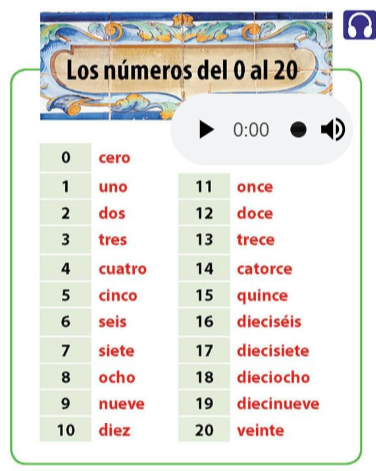 Los números del 0 al 20
0:00
0 cero
1 uno
2 dos
3 tres
4 cuatro
5 cinco
6 seis
7 siete
8 ocho
9 nueve
10 diez
11 once
12 doce
13 trece
14 catorce
15 quince
16 dieciséis
17 diecisiete
18 dieciocho
19 diecinueve
20 veinte